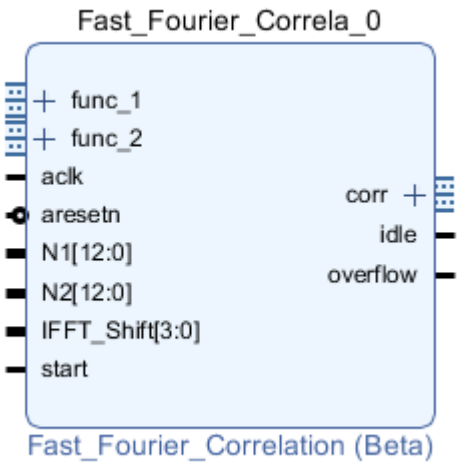 Fast_Fourier_Correla_0
func_1
func_2
aclk
aresetn
N1[12:0]
N2[12:0]
IFFT_Shift[3:0]
start
corr
idle
overflow
Fast_Fourier_Correlation (Beta)